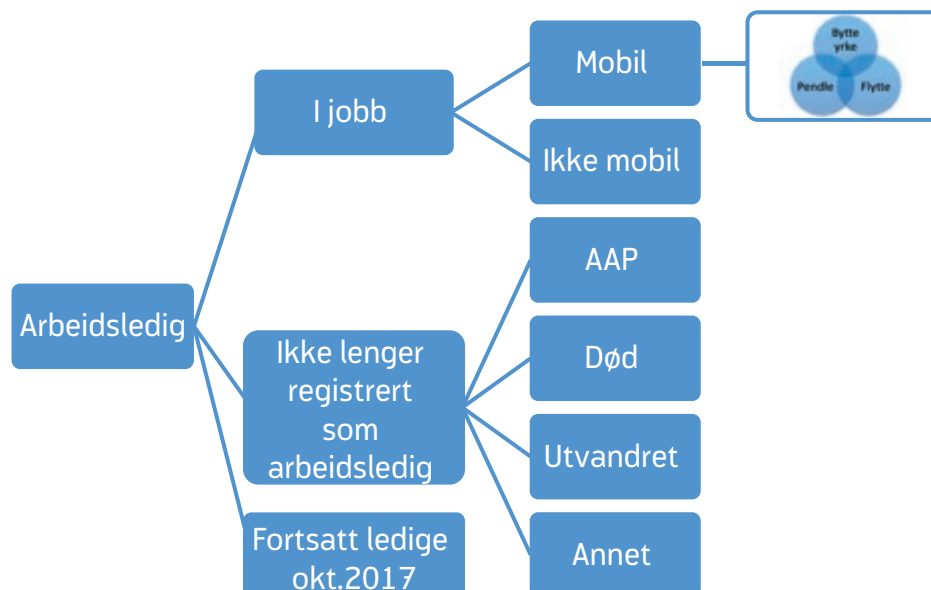 Arbeidsledig
I jobb
Ikke lenger
registrert
som
arbeidsledig
Fortsatt ledige
okt.2017
Mobil
Ikke mobil
AAP
Død
Utvandret
Annet
Bytte
yrke
Pendle
Flytte